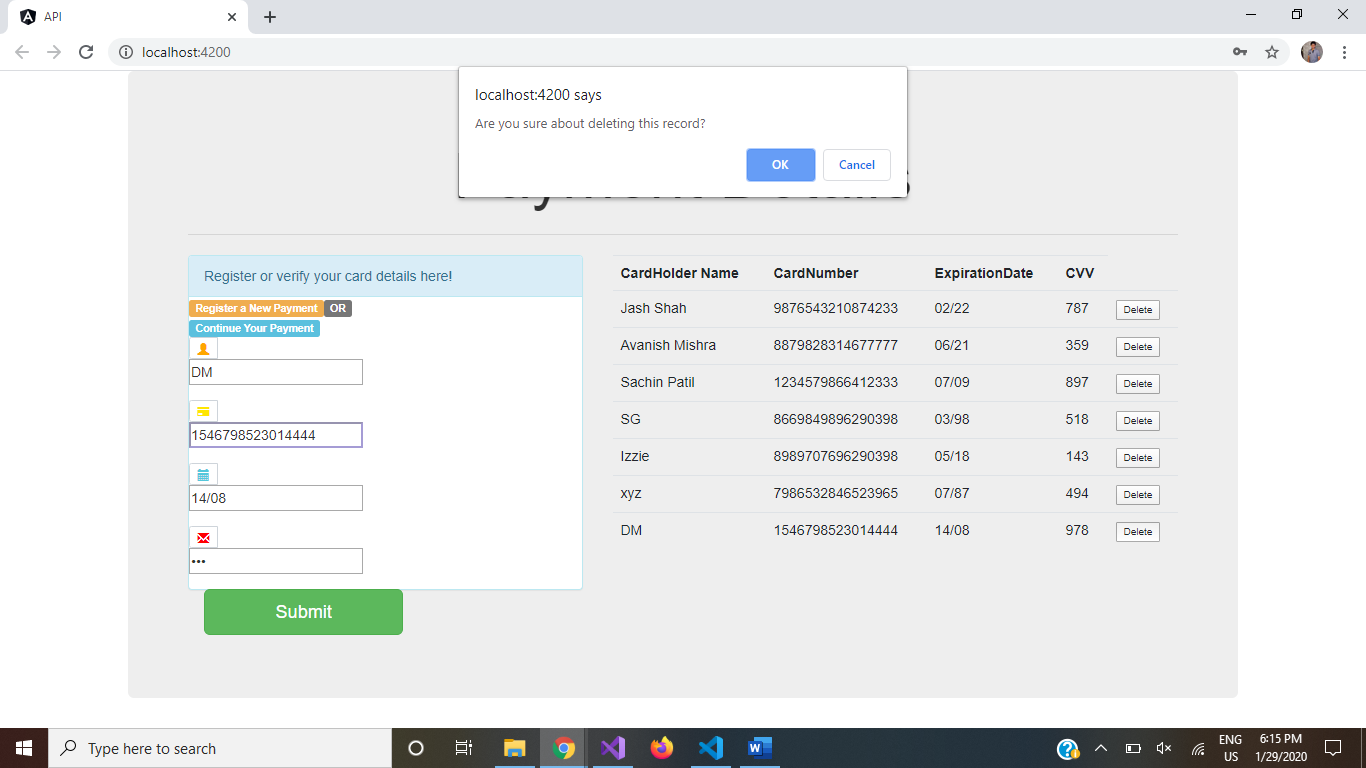 API
localhost:4200
localhost:4200 says
Are you sure about deleting this record?
OK Cancel
Payment Details
Register or verify your card details here!
Register a New Payment OR
Continue Your Payment
DM
1546798523014444
14/08
•••
Submit
CardHolder Name CardNumber ExpirationDate CVV
Jash Shah 9876543210874233 02/22 787 Delete
Avanish Mishra 8879828314677777 06/21 359 Delete
Sachin Patil 1234579866412333 07/09 897 Delete
SG 8669849896290398 03/98 518 Delete
Izzie 8989707696290398 05/18 143 Delete
xyz 7986532846523965 07/87 494 Delete
DM 1546798523014444 14/08 978 Delete
Type here to search
ENG 6:15 PM
US 1/29/2020